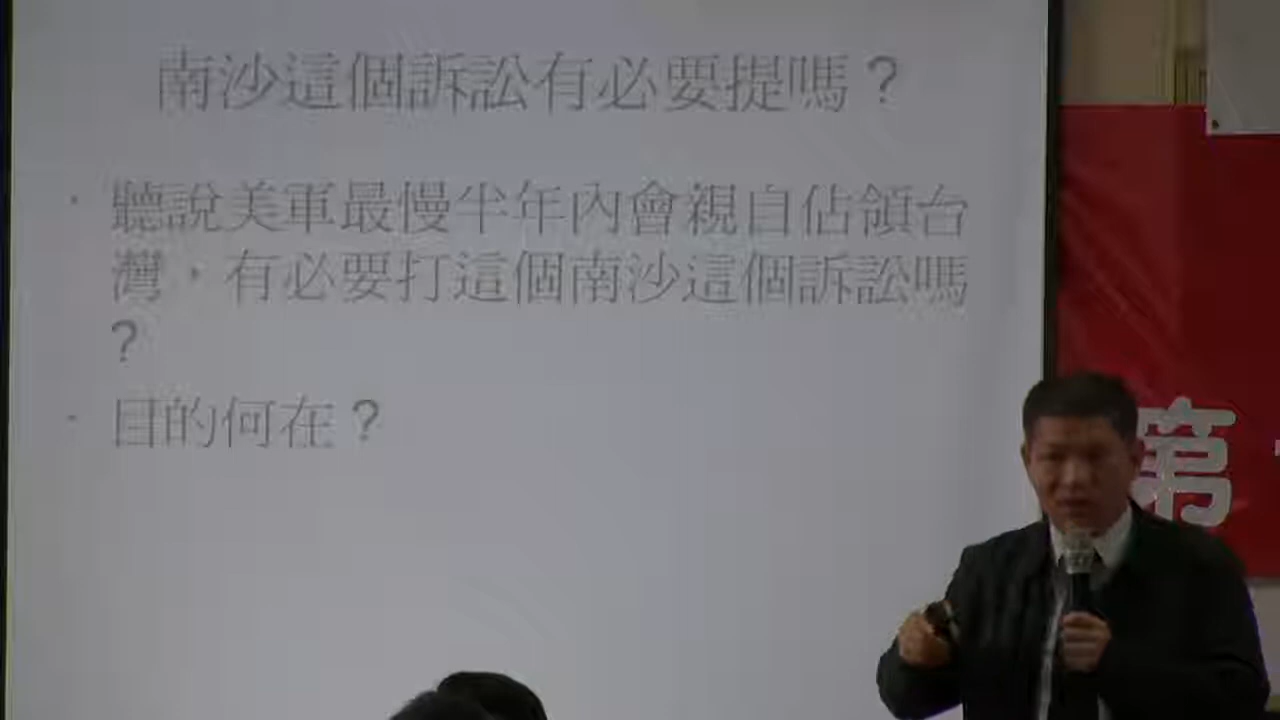 南沙這個訴訟有必要提嗎？
• 聽說美軍最慢半年內會親自佔領台
灣，有必要打這個南沙這個訴訟嗎
？
• 目的何在？
第